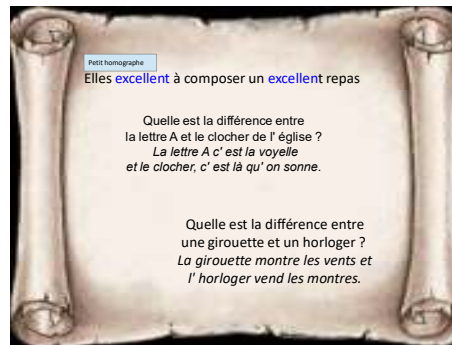 Petit homographe
Elles excellent à composer un excellent repas
Quelle est la différence entre
la lettre A et le clocher de l' église ?
La lettre A c' est la voyelle
et le clocher, c' est là qu' on sonne.
Quelle est la différence entre
une girouette et un horloger ?
La girouette montre les vents et
l' horloger vend les montres.